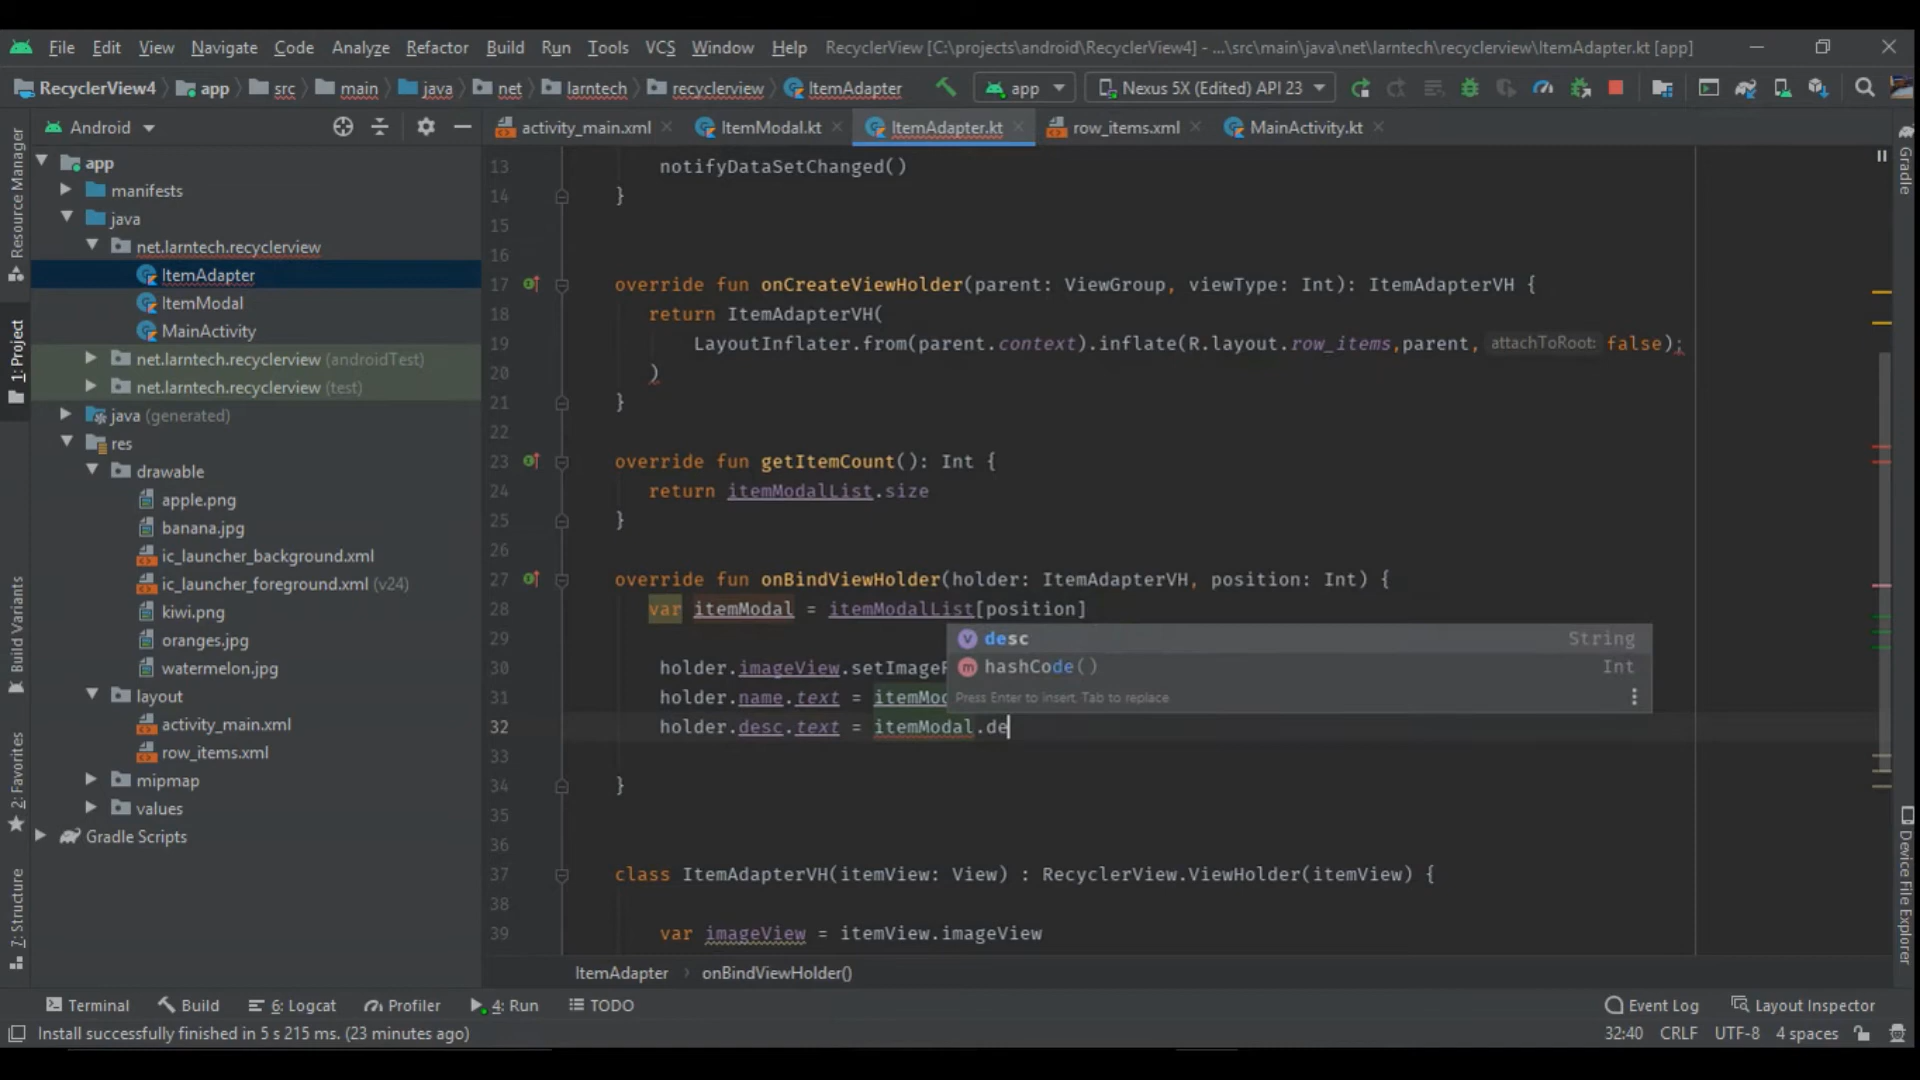 File Edit View Navigate Code Analyze Refactor Build Run Tools VCS Window Help RecyclerView [C:\projects\android\RecyclerView4] - ...\src\main\java\net\larntech\recyclerview\ItemAdapter.kt [app]
RecyclerView4 app src main java net larntech recyclerview ItemAdapter app Nexus 5X (Edited) API 23
Android activity_main.xml ItemModal.kt ItemAdapter.kt row_items.xml MainActivity.kt
Resource Manager
1: Project
Build Variants
2: Favorites
7: Structure
app
manifests
java
net.larntech.recyclerview
ItemAdapter
ItemModal
MainActivity
net.larntech.recyclerview (androidTest)
net.larntech.recyclerview (test)
java (generated)
res
drawable
apple.png
banana.jpg
ic_launcher_background.xml
ic_launcher_foreground.xml (v24)
kiwi.png
oranges.jpg
watermelon.jpg
layout
activity_main.xml
row_items.xml
mipmap
values
Gradle Scripts
13 notifyDataSetChanged()
14 }
15
16
17 override fun onCreateViewHolder(parent: ViewGroup, viewType: Int): ItemAdapterVH {
18 return ItemAdapterVH(
19 LayoutInflater.from(parent.context).inflate(R.layout.row_items,parent, attachToRoot: false);
20 )
21 }
22
23 override fun getItemCount(): Int {
24 return itemModalList.size
25 }
26
27 override fun onBindViewHolder(holder: ItemAdapterVH, position: Int) {
28 var itemModal = itemModalList[position]
29
30 holder.imageView.setImage
31 holder.name.text = itemMo
32 holder.desc.text = itemModal.de
33
34 }
35
36
37 class ItemAdapterVH(itemView: View) : RecyclerView.ViewHolder(itemView) {
38
39 var imageView = itemView.imageView
v desc String
m hashCode() Int
Press Enter to insert, Tab to replace
Gradle
Device File Explorer
ItemAdapter onBindViewHolder()
Terminal Build 6: Logcat Profiler 4: Run TODO Event Log Layout Inspector
Install successfully finished in 5 s 215 ms. (23 minutes ago) 32:40 CRLF UTF-8 4 spaces